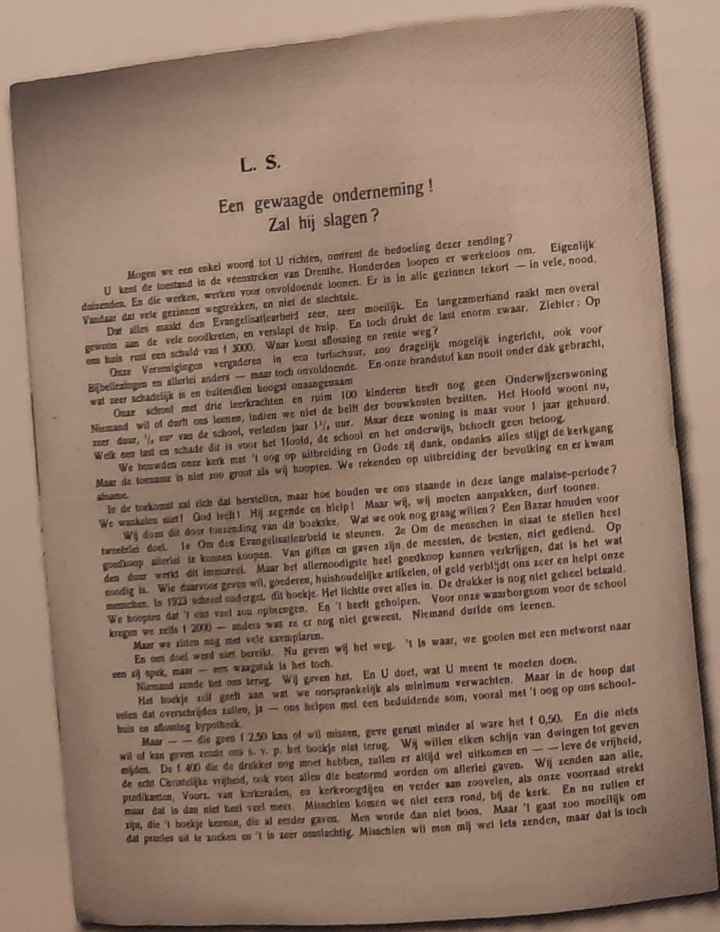 L. S.
Een gewaagde onderneming!
Zal hij slagen?
Mogen we een enkel woord tot U richten, omtrent de bedoeling dezer zending?
U kent de toestand in de veenstreken van Drenthe. Honderden loopen er werkeloos om. Eigenlijk
duizenden. En die werken, werken voor onvoldoende loonen. Er is in alle gezinnen tekort — in vele, nood.
Vandaar dat vele gezinnen wegtrekken, en niet de slechtste.
Dat alles maakt den Evangelisatiearbeid zeer, zeer moeilijk. En langzamerhand raakt men overal
gewoon aan de vele noodkreten, en verslapt de hulp. En toch drukt de last enorm zwaar. Ziehier: Op
ons huis rust een schuld van f 3000. Waar komt aflossing en rente weg?
Onze Vereenigingen vergaderen in een turfschuur, zoo dragelijk mogelijk ingericht, ook voor
Bijbellezingen en allerlei anders — maar toch onvoldoende. En onze brandstof kan nooit onder dak gebracht,
wat zeer schadelijk is en buitendien hoogst onaangenaam
Onze school met drie leerkrachten en ruim 100 kinderen heeft nog geen Onderwijzerswoning
Niemand wil of durft ons leenen, indien we niet de helft der bouwkosten bezitten. Het Hoofd woont nu,
zeer duur, ½ uur van de school, verleden jaar 1¼ uur. Maar deze woning is maar voor 1 jaar gehuurd.
Welk een last en schade dit is voor het Hoofd, de school en het onderwijs, behoeft geen betoog.
We bouwden onze kerk met 't oog op uitbreiding en Gode zij dank, ondanks alles stijgt de kerkgang
Maar de toename is niet zoo groot als wij hoopten. We rekenden op uitbreiding der bevolking en er kwam
afname.
In de toekomst zal zich dat herstellen, maar hoe houden we ons staande in deze lange malaise-periode?
We wankelen niet! God leeft! Hij zegende en hielp! Maar wij, wij moeten aanpakken, durf toonen.
Wij doen dit door toezending van dit boekske. Wat we ook nog graag willen? Een Bazar houden voor
tweeërlei doel. 1e Om den Evangelisatiearbeid te steunen. 2e Om de menschen in staat te stellen heel
goedkoop allerlei te kunnen koopen. Van giften en gaven zijn de meesten, de besten, niet gediend. Op
den duur werkt dit immoreel. Maar het allernoodigste heel goedkoop kunnen verkrijgen, dat is het wat
noodig is. Wie daarvoor geven wil, goederen, huishoudelijke artikelen, of geld verblijdt ons zeer en helpt onze
menschen. In 1923 schreef onderget. dit boekje. Het lichtte over alles in. De drukker is nog niet geheel betaald.
We hoopten dat 't ons veel zou opbrengen. En 't heeft geholpen. Voor onze waarborgsom voor de school
kregen we zelfs f 2000 — anders was ze er nog niet geweest. Niemand durfde ons leenen.
Maar we zitten nog met vele exemplaren.
En ons doel werd niet bereikt. Nu geven wij het weg. 't Is waar, we gooien met een metworst naar
een zij spek, maar — een waagstuk is het toch.
Niemand zende het ons terug. Wij geven het. En U doet, wat U meent te moeten doen.
Het boekje zelf geeft aan wat we oorspronkelijk als minimum verwachten. Maar in de hoop dat
velen dat overschrijden zullen, ja — ons helpen met een beduidende som, vooral met 't oog op ons school-
huis en aflossing hypotheek.
Maar — — die geen f 2.50 kan of wil missen, geve gerust minder al ware het f 0,50. En die niets
wil of kan geven zende ons s. v. p. het boekje niet terug. Wij willen elken schijn van dwingen tot geven
mijden. De f 400 die de drukker nog moet hebben, zullen er altijd wel uitkomen en — — leve de vrijheid,
de echt Christelijke vrijheid, ook voor allen die bestormd worden om allerlei gaven. Wij zenden aan alle,
predikanten, Voorz. van kerkeraden, en kerkvoogdijen en verder aan zoovelen, als onze voorraad strekt
maar dat is dan niet heel veel meer. Misschien komen we niet eens rond, bij de kerk. En nu zullen er
zijn, die 't boekje kennen, die al eerder gaven. Men worde dan niet boos. Maar 't gaat zoo moeilijk om
dat precies uit te zoeken en 't is zeer omslachtig. Misschien wil men mij wel iets zenden, maar dat is toch